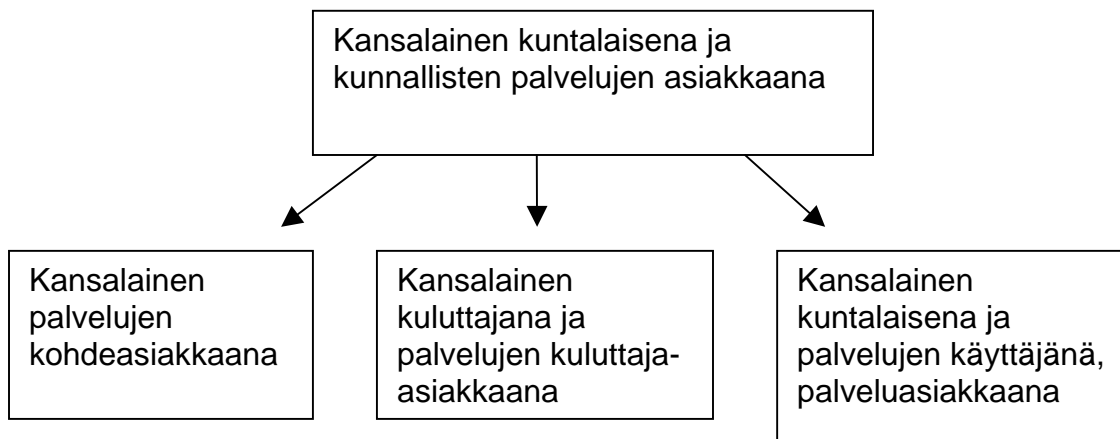 Kansalainen kuntalaisena ja
kunnallisten palvelujen asiakkaana
Kansalainen
palvelujen
kohdeasiakkaana
Kansalainen
kuluttajana ja
palvelujen kuluttaja-
asiakkaana
Kansalainen
kuntalaisena ja
palvelujen käyttäjänä,
palveluasiakkaana